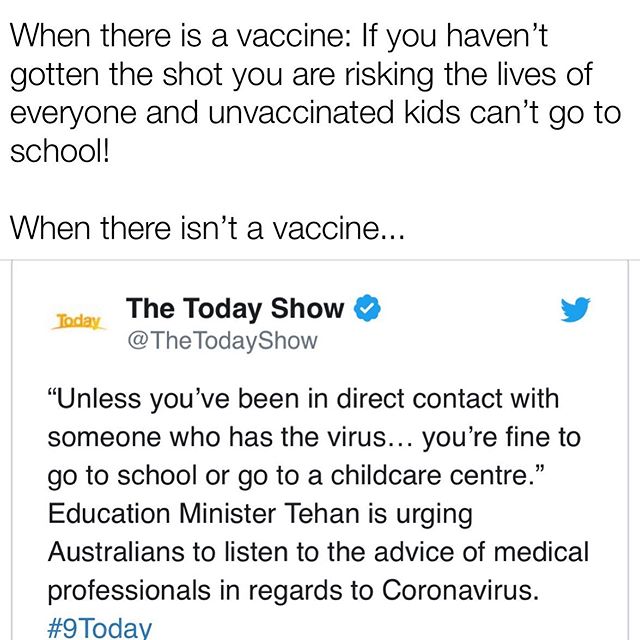 When there is a vaccine: If you haven’t
gotten the shot you are risking the lives of
everyone and unvaccinated kids can’t go to
school!
When there isn’t a vaccine...
Today
The Today Show
@TheTodayShow
“Unless you’ve been in direct contact with
someone who has the virus… you’re fine to
go to school or go to a childcare centre.”
Education Minister Tehan is urging
Australians to listen to the advice of medical
professionals in regards to Coronavirus.
#9Today